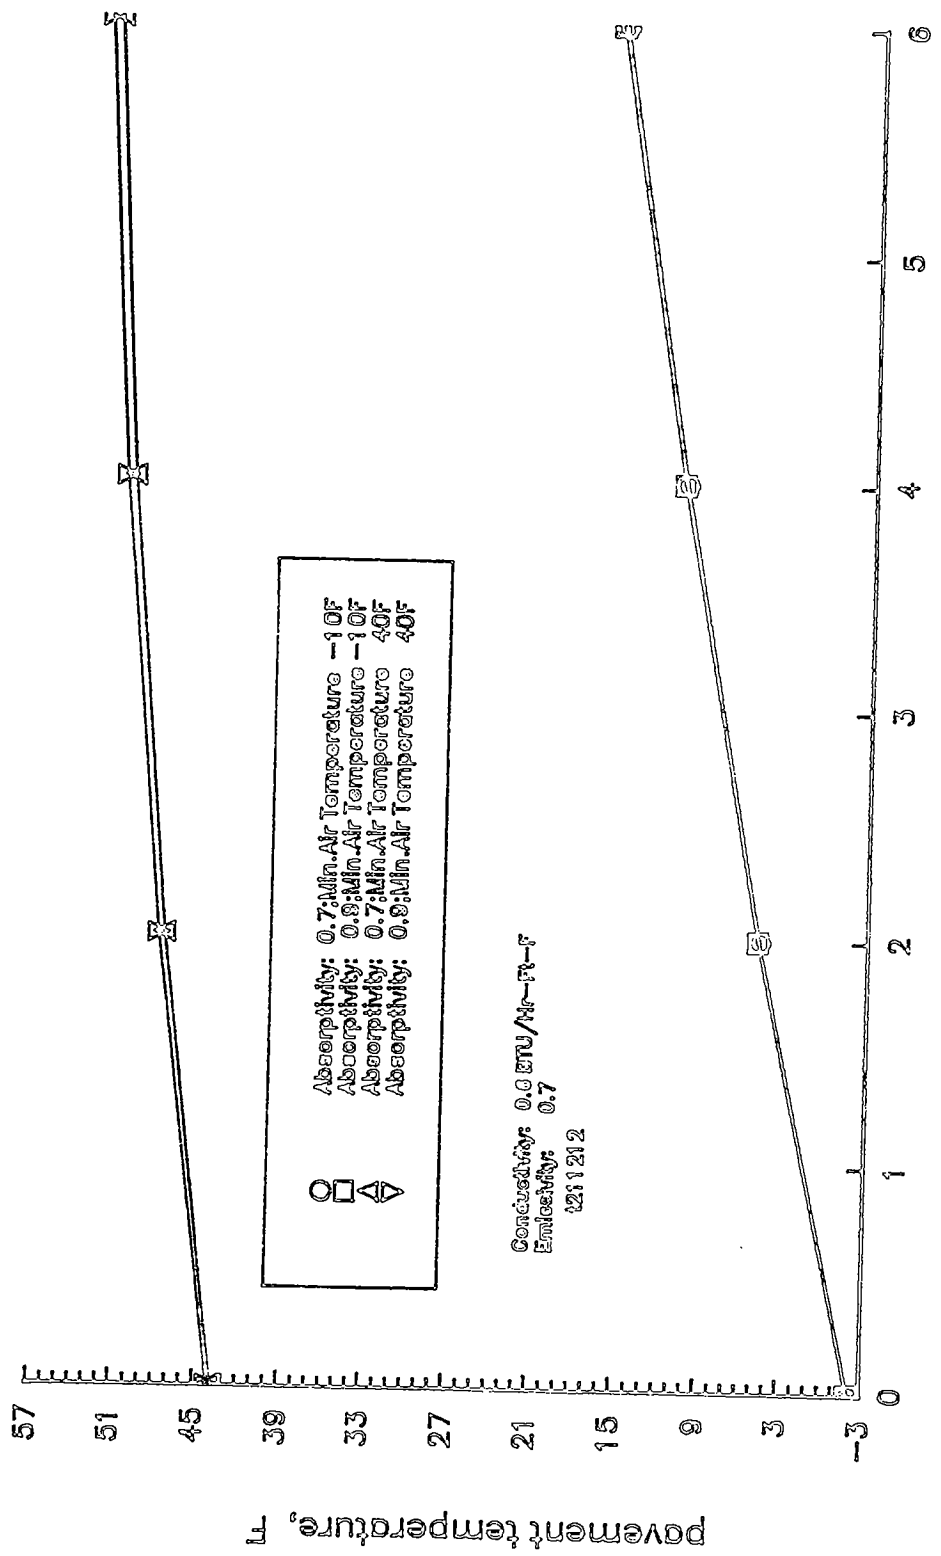 pavement temperature, F
57
51
45
39
33
27
21
15
9
3
-3
0
1
2
3
4
5
6
Absorptivity: 0.7;Min.Air Temperature -10F
Absorptivity: 0.9;Min.Air Temperature -10F
Absorptivity: 0.7;Min.Air Temperature 40F
Absorptivity: 0.9;Min.Air Temperature 40F
Conductivity: 0.8 BTU/Hr-Ft-F
Emissivity: 0.7
t211212